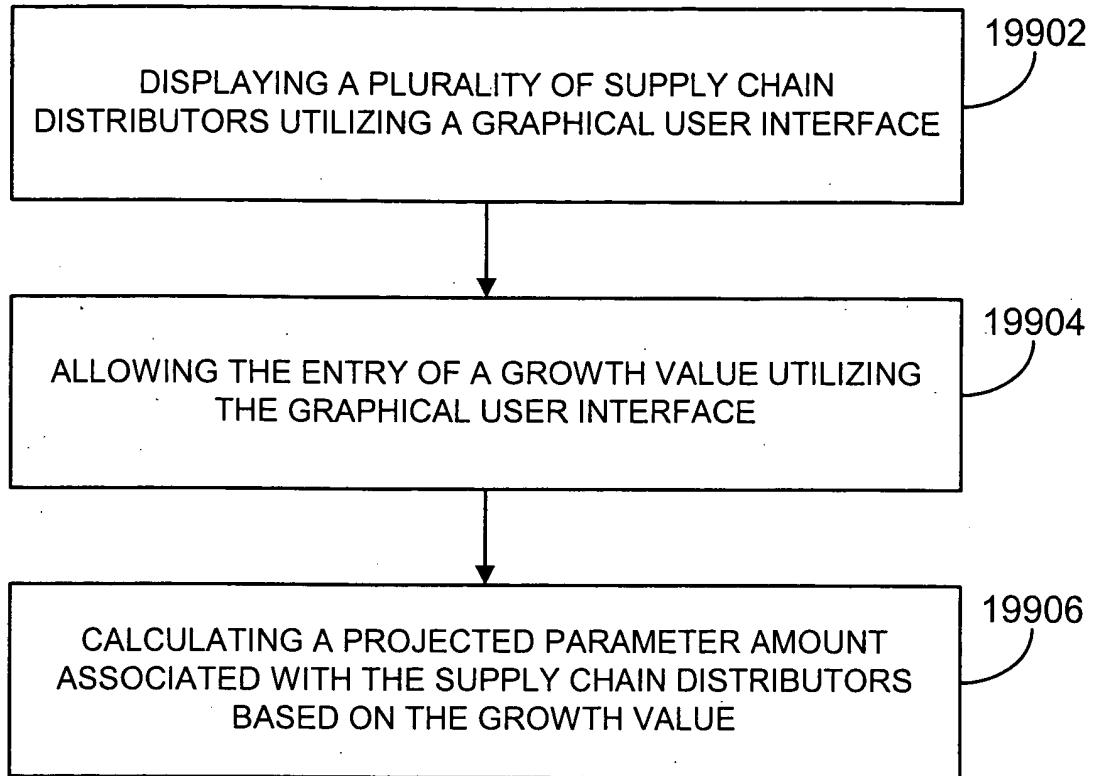 19902
DISPLAYING A PLURALITY OF SUPPLY CHAIN
DISTRIBUTORS UTILIZING A GRAPHICAL USER INTERFACE
19904
ALLOWING THE ENTRY OF A GROWTH VALUE UTILIZING
THE GRAPHICAL USER INTERFACE
19906
CALCULATING A PROJECTED PARAMETER AMOUNT
ASSOCIATED WITH THE SUPPLY CHAIN DISTRIBUTORS
BASED ON THE GROWTH VALUE